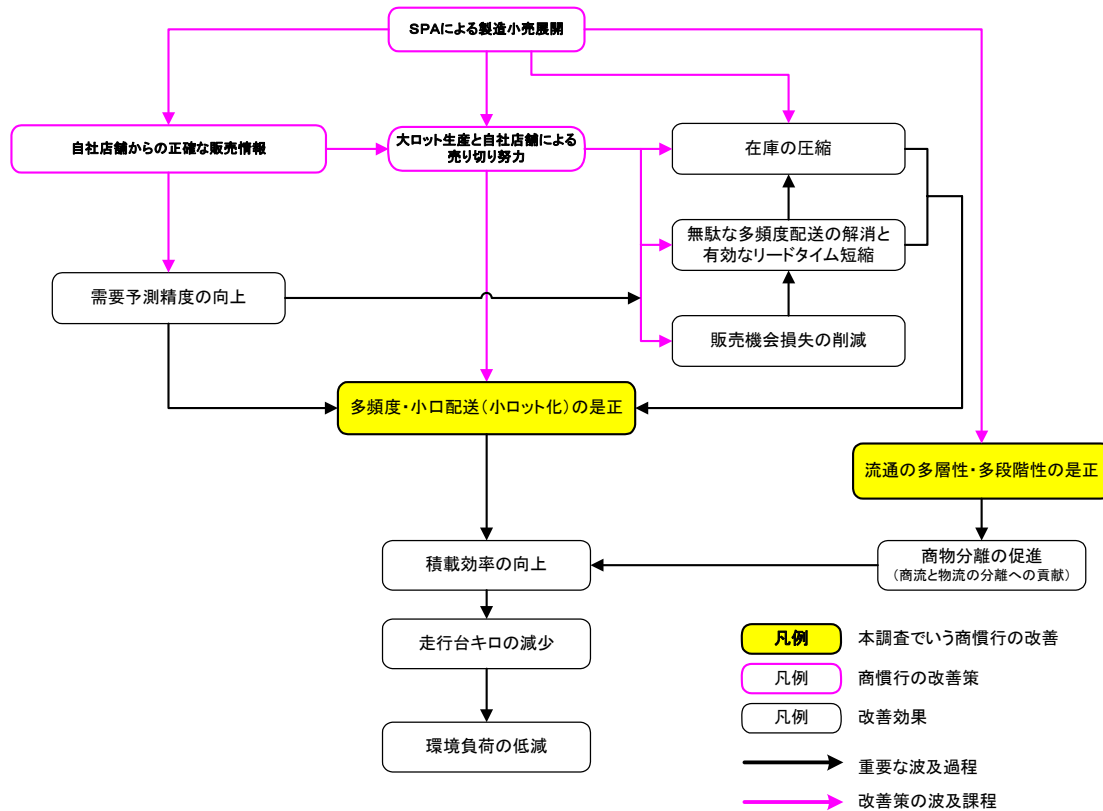 SPAによる製造小売展開
自社店舗からの正確な販売情報
大ロット生産と自社店舗による
売り切り努力
在庫の圧縮
無駄な多頻度配送の解消と
有効なリードタイム短縮
需要予測精度の向上
販売機会損失の削減
多頻度・小口配送(小ロット化)の是正
流通の多層性・多段階性の是正
積載効率の向上
商物分離の促進
(商流と物流の分離への貢献)
走行台キロの減少
環境負荷の低減
凡例
本調査でいう商慣行の改善
凡例
商慣行の改善策
凡例
改善効果
重要な波及過程
改善策の波及課程